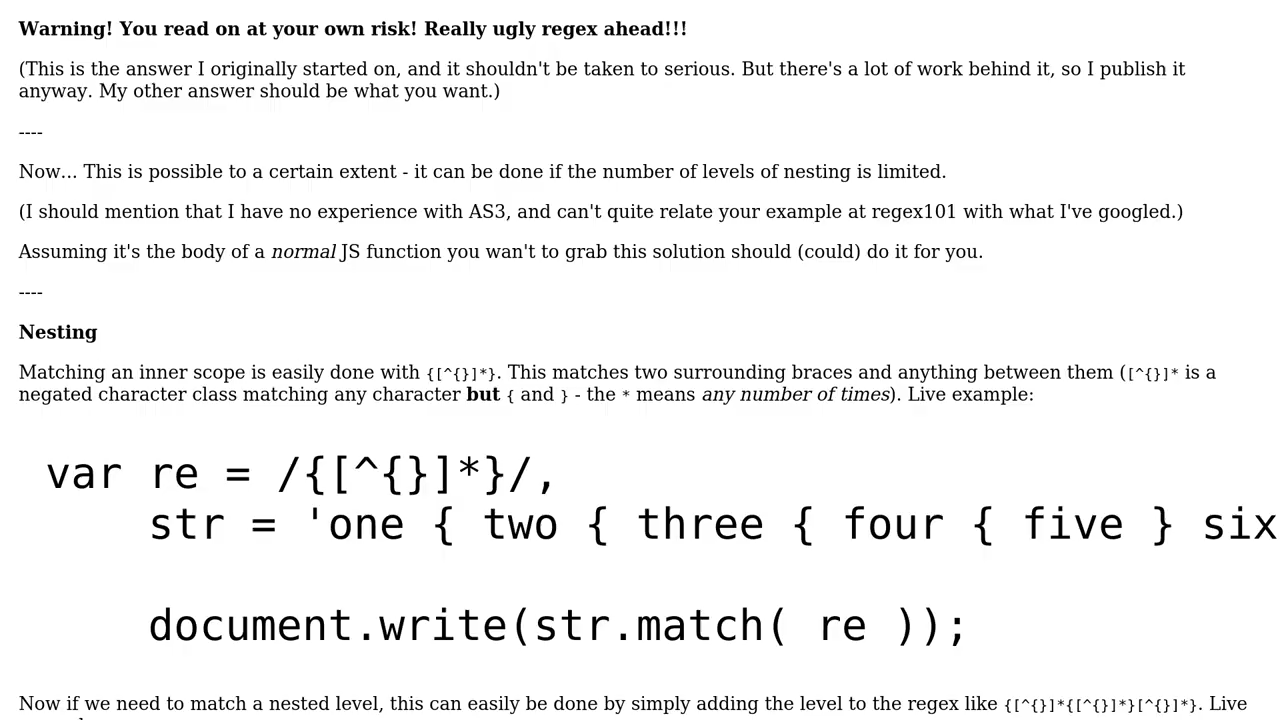 Warning! You read on at your own risk! Really ugly regex ahead!!!
(This is the answer I originally started on, and it shouldn't be taken to serious. But there's a lot of work behind it, so I publish it
anyway. My other answer should be what you want.)
----
Now... This is possible to a certain extent - it can be done if the number of levels of nesting is limited.
(I should mention that I have no experience with AS3, and can't quite relate your example at regex101 with what I've googled.)
Assuming it's the body of a normal JS function you wan't to grab this solution should (could) do it for you.
----
Nesting
Matching an inner scope is easily done with {[^{}]*}. This matches two surrounding braces and anything between them ([^{}]* is a
negated character class matching any character but { and } - the * means any number of times). Live example:
var re = /{[^{}]*}/,
    str = 'one { two { three { four { five } six
    document.write(str.match( re ));
Now if we need to match a nested level, this can easily be done by simply adding the level to the regex like {[^{}]*{[^{}]*}[^{}]*}. Live